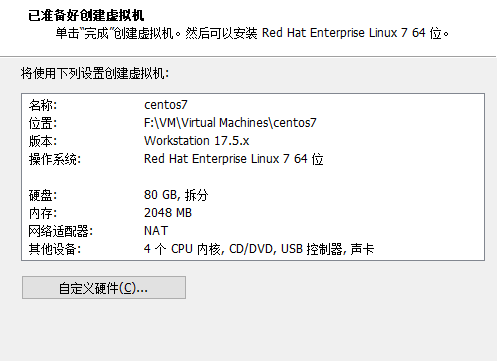 已准备好创建虚拟机
单击“完成”创建虚拟机。然后可以安装 Red Hat Enterprise Linux 7 64 位。
将使用下列设置创建虚拟机:
名称: centos7
位置: F:\VM\Virtual Machines\centos7
版本: Workstation 17.5.x
操作系统: Red Hat Enterprise Linux 7 64 位
硬盘: 80 GB, 拆分
内存: 2048 MB
网络适配器: NAT
其他设备: 4 个 CPU 内核, CD/DVD, USB 控制器, 声卡
自定义硬件(C)...